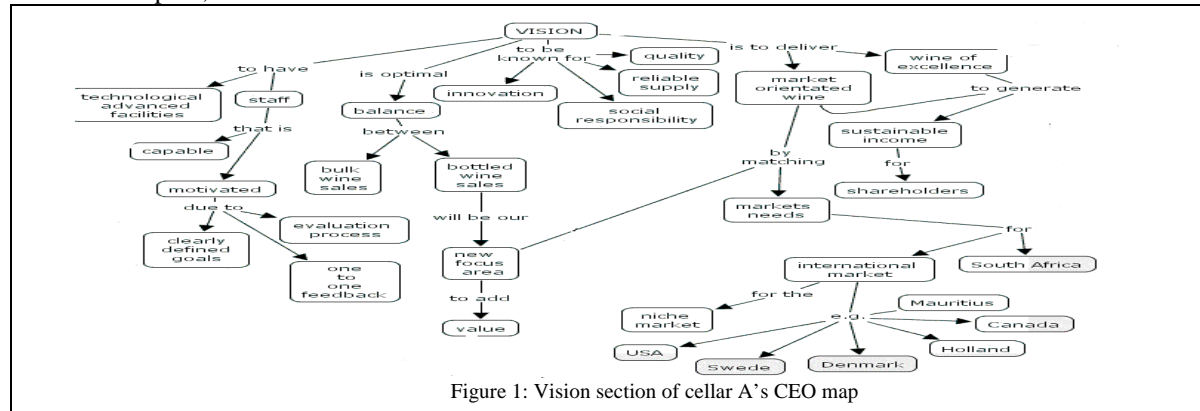 VISION
to be
known for
quality
reliable
supply
innovation
social
responsibility
is to deliver
wine of
excellence
market
orientated
wine
to generate
sustainable
income
for
shareholders
by
matching
markets
needs
for
South Africa
international
market
for the
niche
market
e.g.
Mauritius
Canada
Holland
Denmark
Swede
USA
to have
technological
advanced
facilities
staff
that is
capable
motivated
due to
clearly
defined
goals
evaluation
process
one
to
one
feedback
is optimal
balance
between
bulk
wine
sales
bottled
wine
sales
will be our
new
focus
area
to add
value
Figure 1: Vision section of cellar A's CEO map